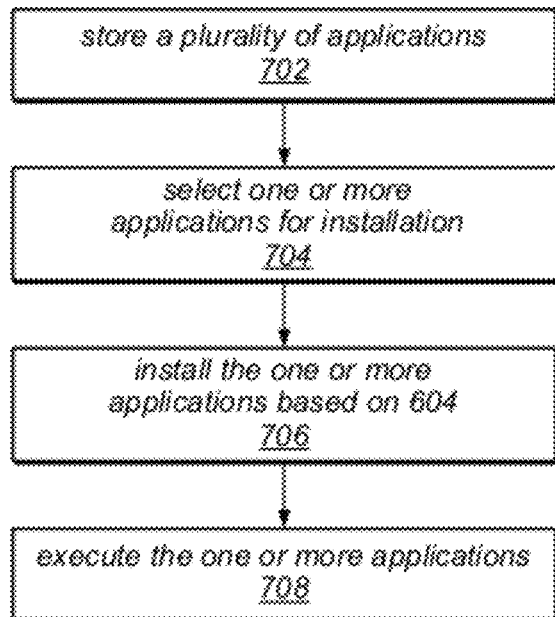 store a plurality of applications
702
select one or more
applications for installation
704
install the one or more
applications based on 604
706
execute the one or more applications
708